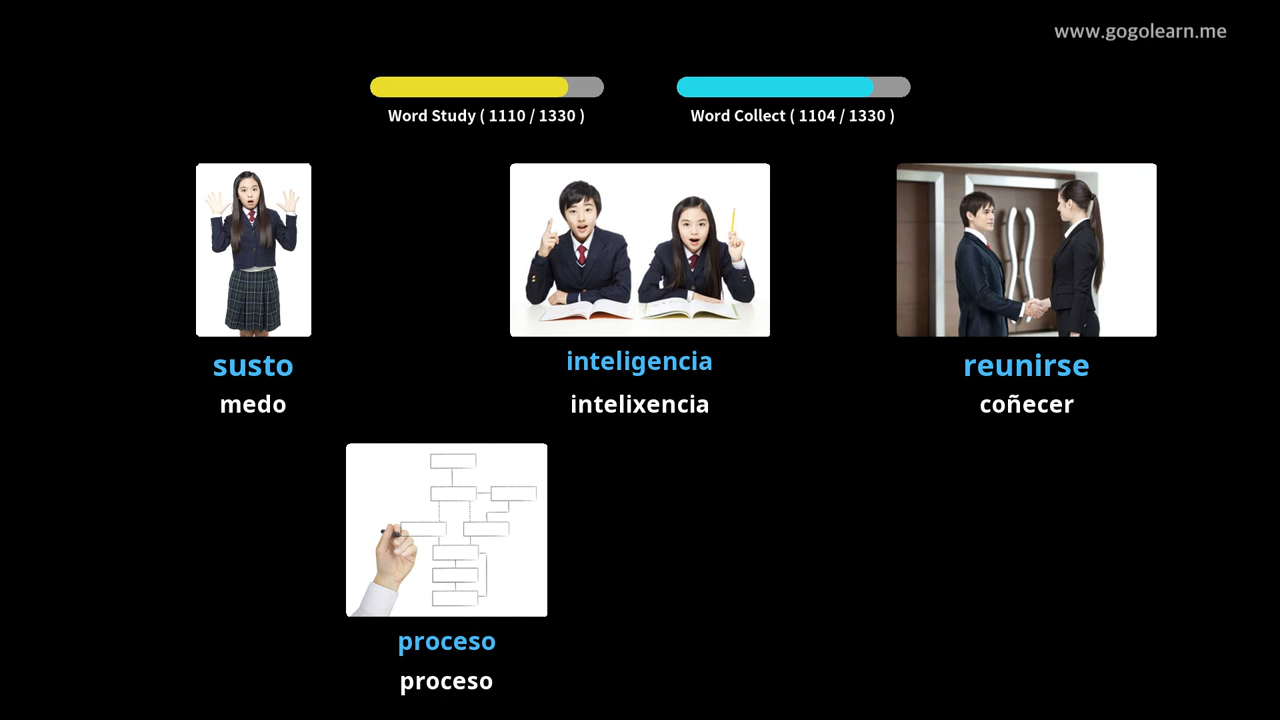 www.gogolearn.me
Word Study ( 1110 / 1330 )
Word Collect ( 1104 / 1330 )
susto
medo
inteligencia
intelixencia
reunirse
coñecer
proceso
proceso